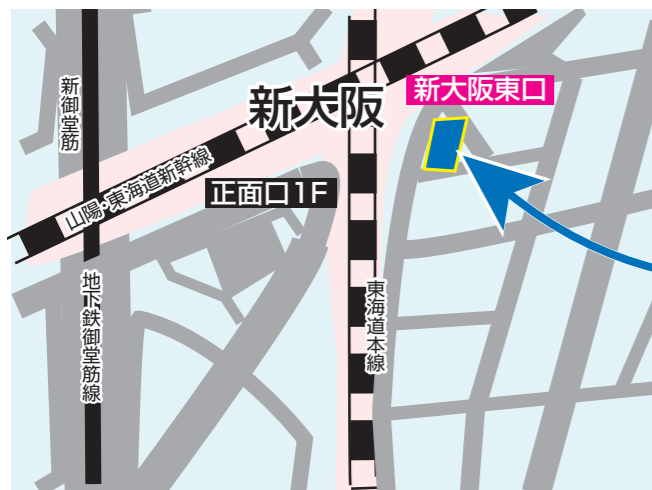 新御堂筋
新大阪
新大阪東口
山陽・東海道新幹線
正面口1F
地下鉄御堂筋線
東海道本線